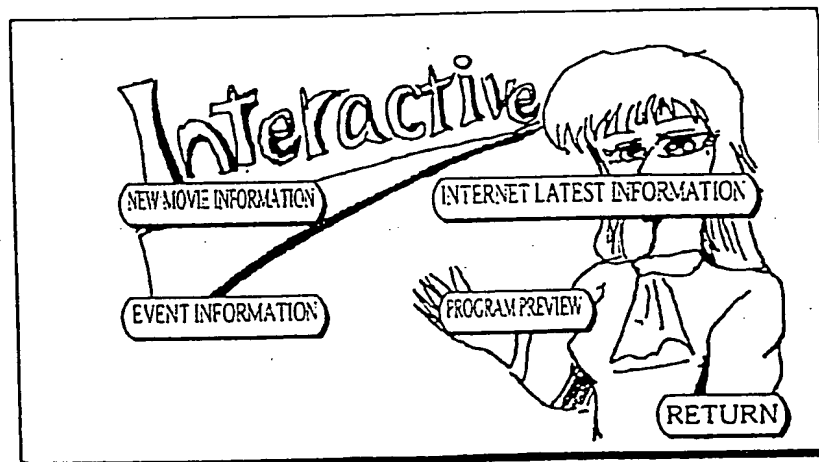 Interactive
NEW MOVIE INFORMATION
INTERNET LATEST INFORMATION
EVENT INFORMATION
PROGRAM PREVIEW
RETURN